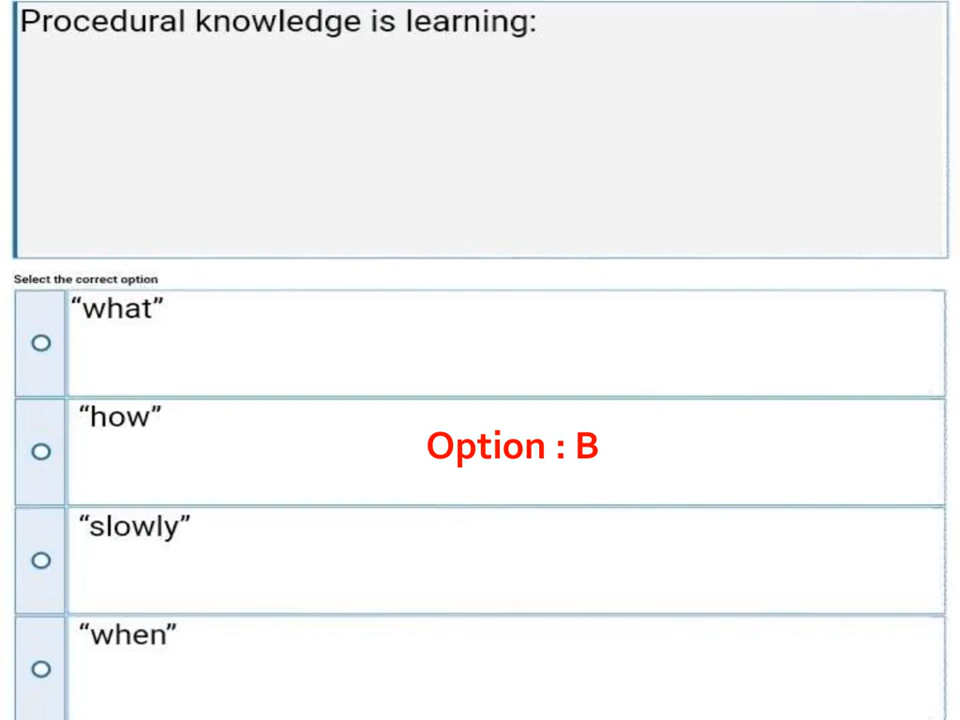 Procedural knowledge is learning:
Select the correct option
“what”
“how”
Option : B
“slowly”
“when”